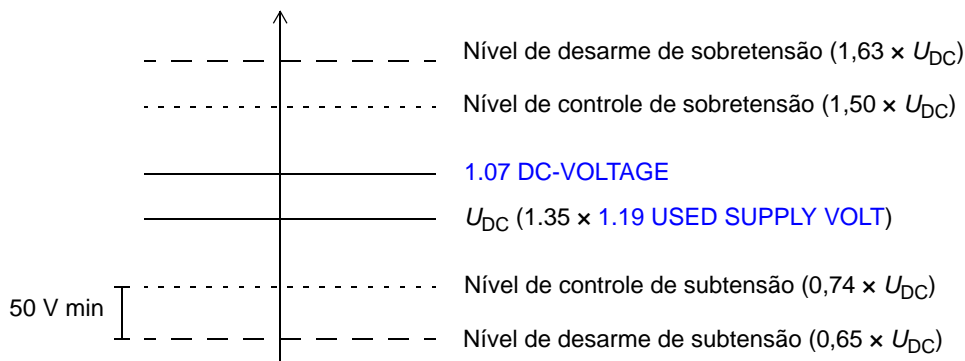 Nível de desarme de sobretensão (1,63 × UDC)
Nível de controle de sobretensão (1,50 × UDC)
1.07 DC-VOLTAGE
UDC (1.35 × 1.19 USED SUPPLY VOLT)
Nível de controle de subtensão (0,74 × UDC)
50 V min
Nível de desarme de subtensão (0,65 × UDC)